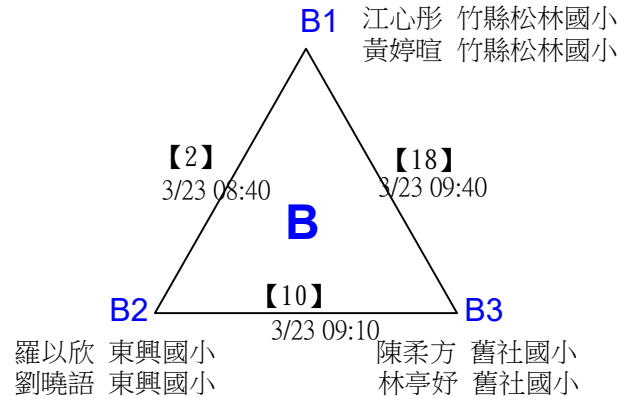 B1 江心彤 竹縣松林國小
黃婷暄 竹縣松林國小
【2】 【18】
3/23 08:40 3/23 09:40
B
【10】
B2 B3
3/23 09:10
羅以欣 東興國小 陳柔方 舊社國小
劉曉語 東興國小 林亭妤 舊社國小